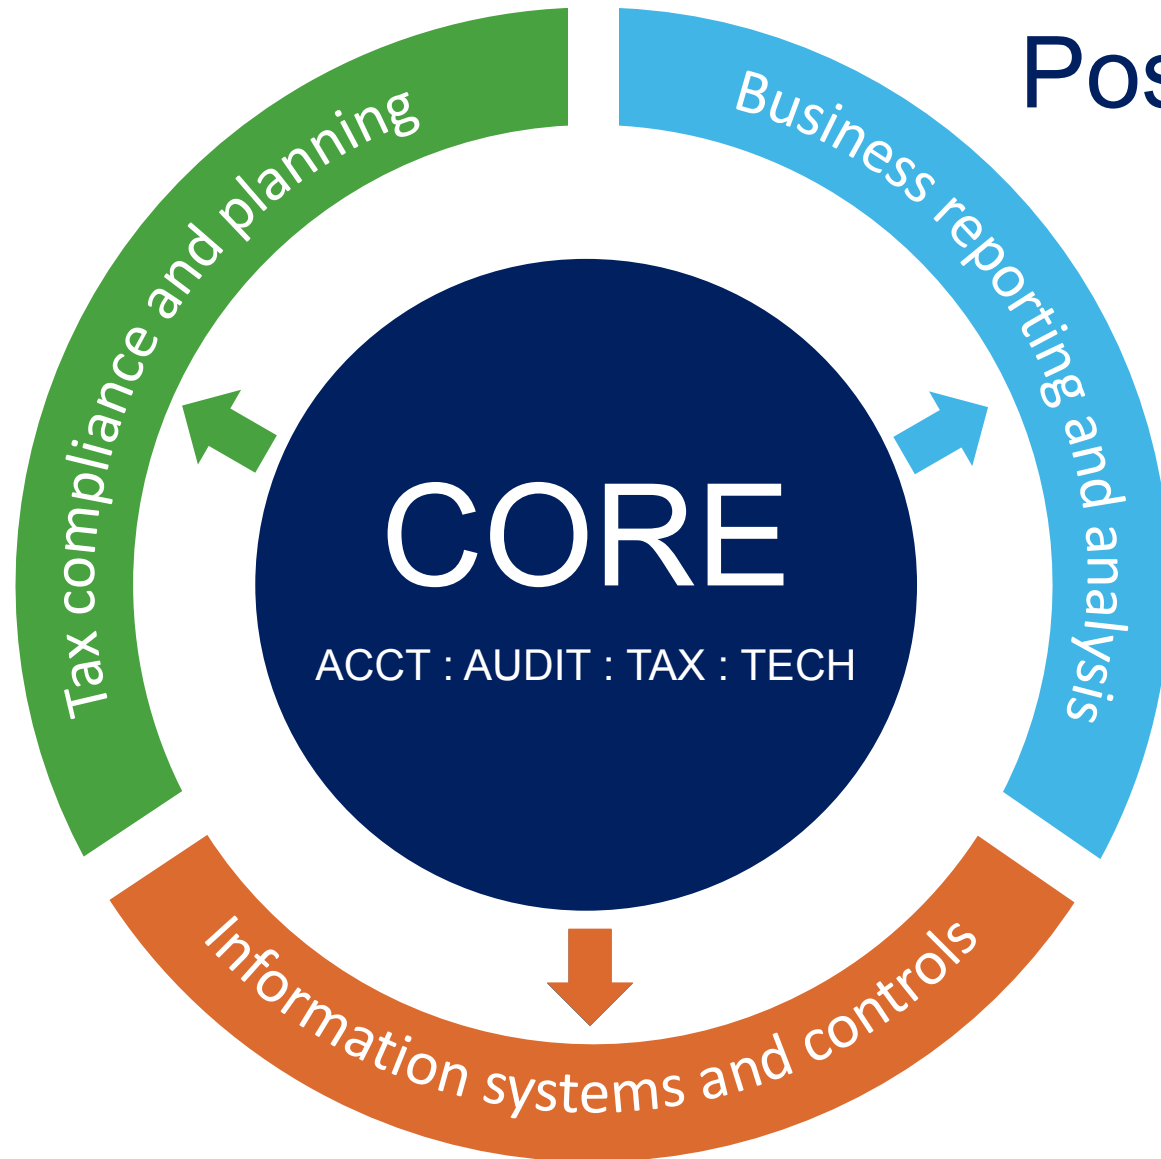 Pos
Tax compliance and planning
Business reporting and analysis
CORE
ACCT : AUDIT : TAX : TECH
Information systems and controls